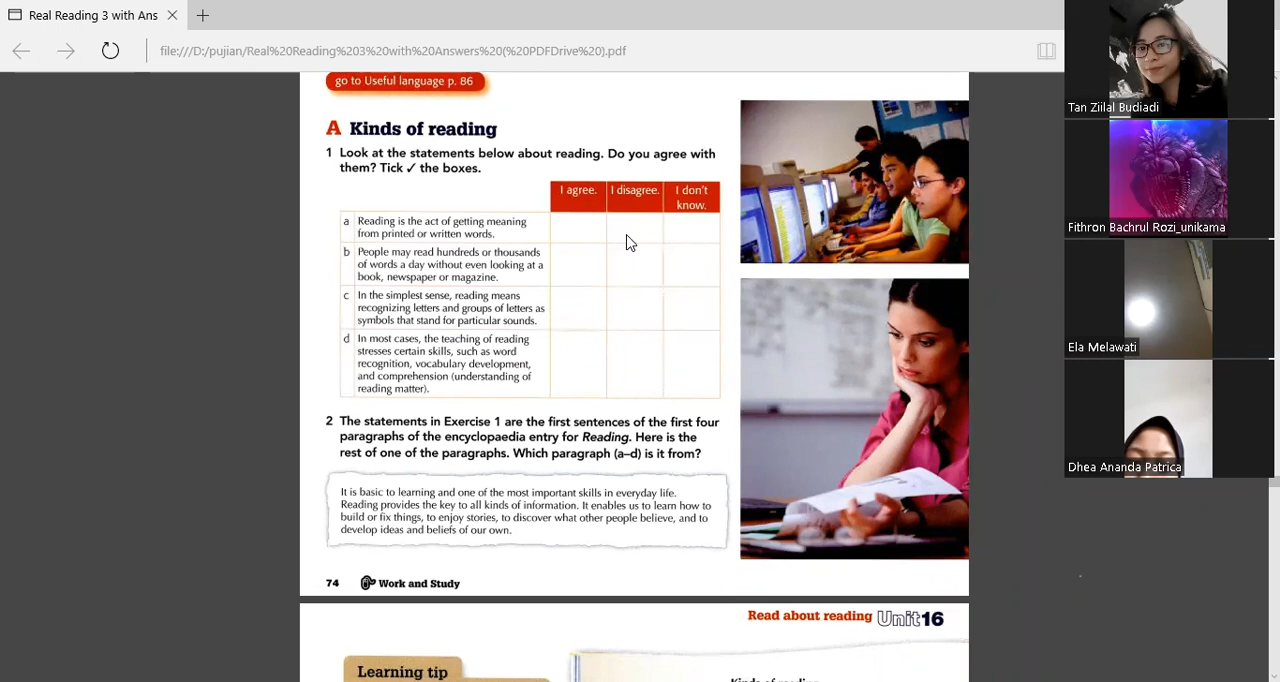 Real Reading 3 with Ans
file:///D:/pujian/Real%20Reading%203%20with%20Answers%20(%20PDFDrive%20).pdf
go to Useful language p. 86
A Kinds of reading
1 Look at the statements below about reading. Do you agree with
them? Tick ✓ the boxes.
I agree.
I disagree.
I don't
know.
a Reading is the act of getting meaning
from printed or written words.
b People may read hundreds or thousands
of words a day without even looking at a
book, newspaper or magazine.
c In the simplest sense, reading means
recognizing letters and groups of letters as
symbols that stand for particular sounds.
d In most cases, the teaching of reading
stresses certain skills, such as word
recognition, vocabulary development,
and comprehension (understanding of
reading matter).
2 The statements in Exercise 1 are the first sentences of the first four
paragraphs of the encyclopaedia entry for Reading. Here is the
rest of one of the paragraphs. Which paragraph (a–d) is it from?
It is basic to learning and one of the most important skills in everyday life.
Reading provides the key to all kinds of information. It enables us to learn how to
build or fix things, to enjoy stories, to discover what other people believe, and to
develop ideas and beliefs of our own.
74 Work and Study
Read about reading Unit 16
Learning tip
Kinds of reading
Tan Ziilal Budiadi
Fithron Bachrul Rozi_unikama
Ela Melawati
Dhea Ananda Patrica